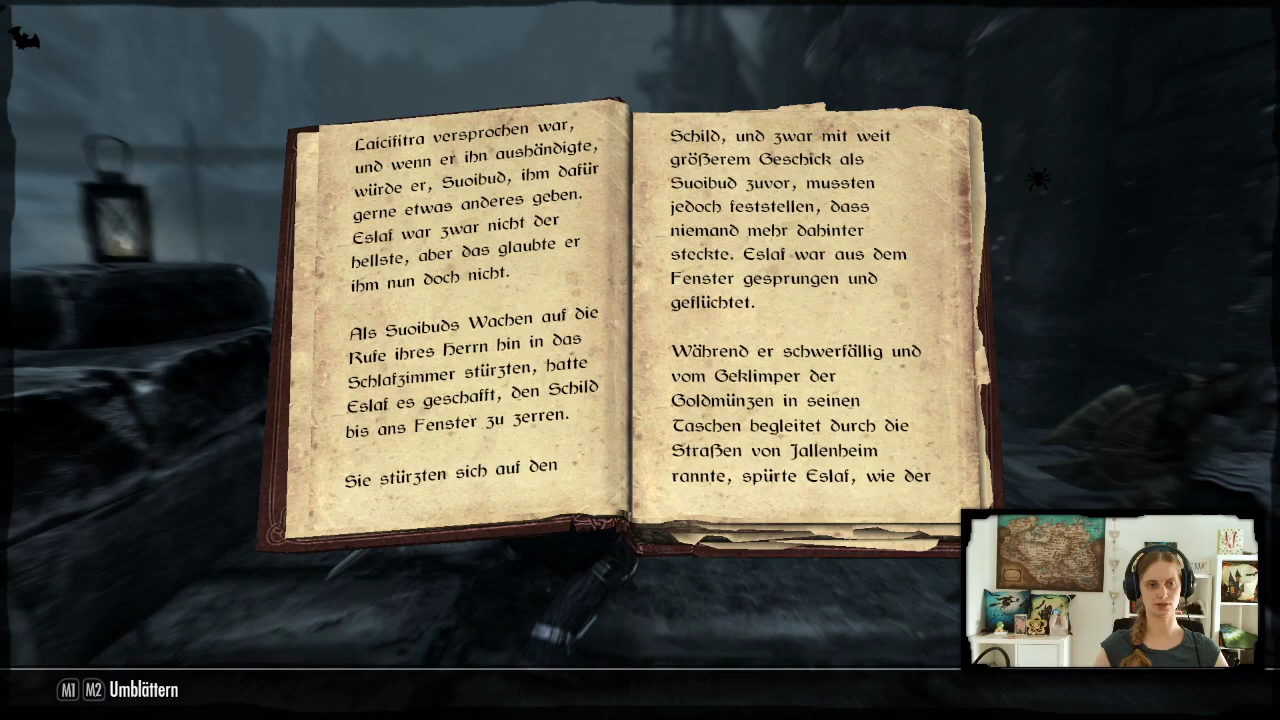 Laicifitra versprochen war,
und wenn er ihn aushändigte,
würde er, Suoibud, ihm dafür
gerne etwas anderes geben.
Eslaf war zwar nicht der
hellste, aber das glaubte er
ihm nun doch nicht.
Als Suoibuds Wachen auf die
Rufe ihres Herrn hin in das
Schlafzimmer stürzten, hatte
Eslaf es geschafft, den Schild
bis ans Fenster zu zerren.
Sie stürzten sich auf den
Schild, und zwar mit weit
größerem Geschick als
Suoibud zuvor, mussten
jedoch feststellen, dass
niemand mehr dahinter
steckte. Eslaf war aus dem
Fenster gesprungen und
geflüchtet.
Während er schwerfällig und
vom Geklimper der
Goldmünzen in seinen
Taschen begleitet durch die
Straßen von Jallenheim
rannte, spürte Eslaf, wie der
M1 M2 Umblättern